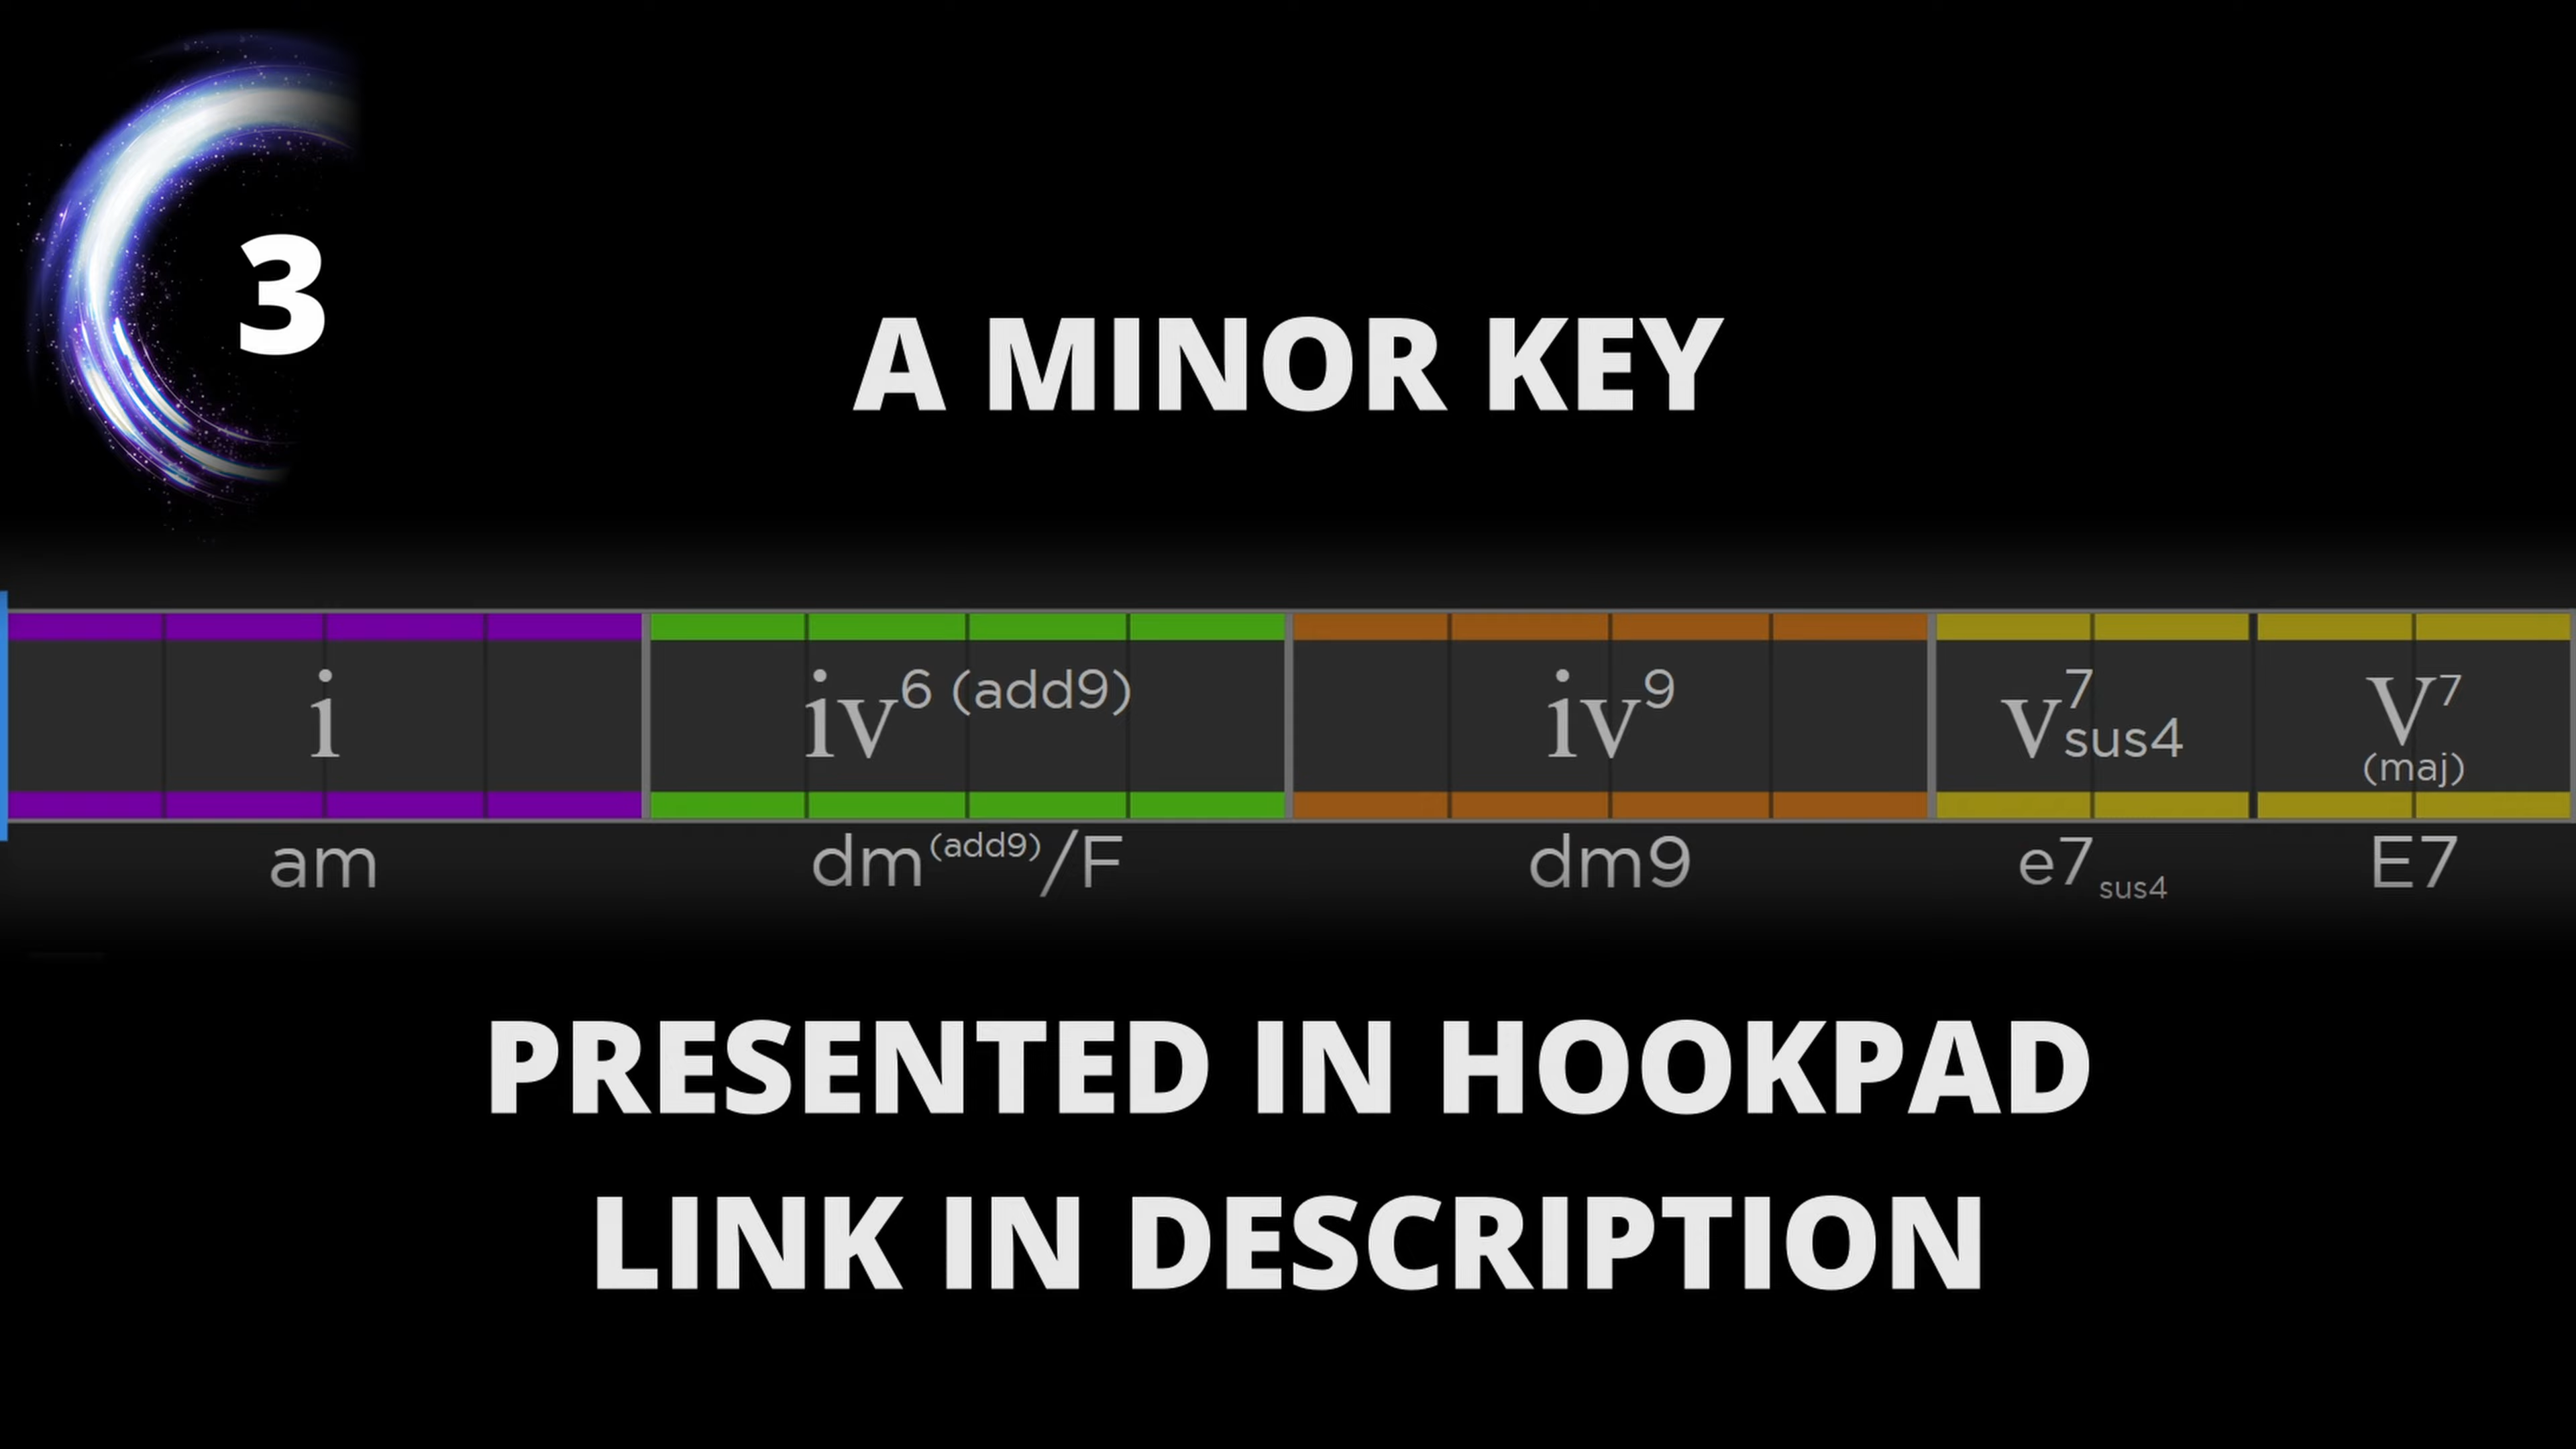 3
A MINOR KEY
i iv6 (add9) iv9 v7sus4 V7 (maj)
am dm(add9)/F dm9 e7sus4 E7
PRESENTED IN HOOKPAD
LINK IN DESCRIPTION